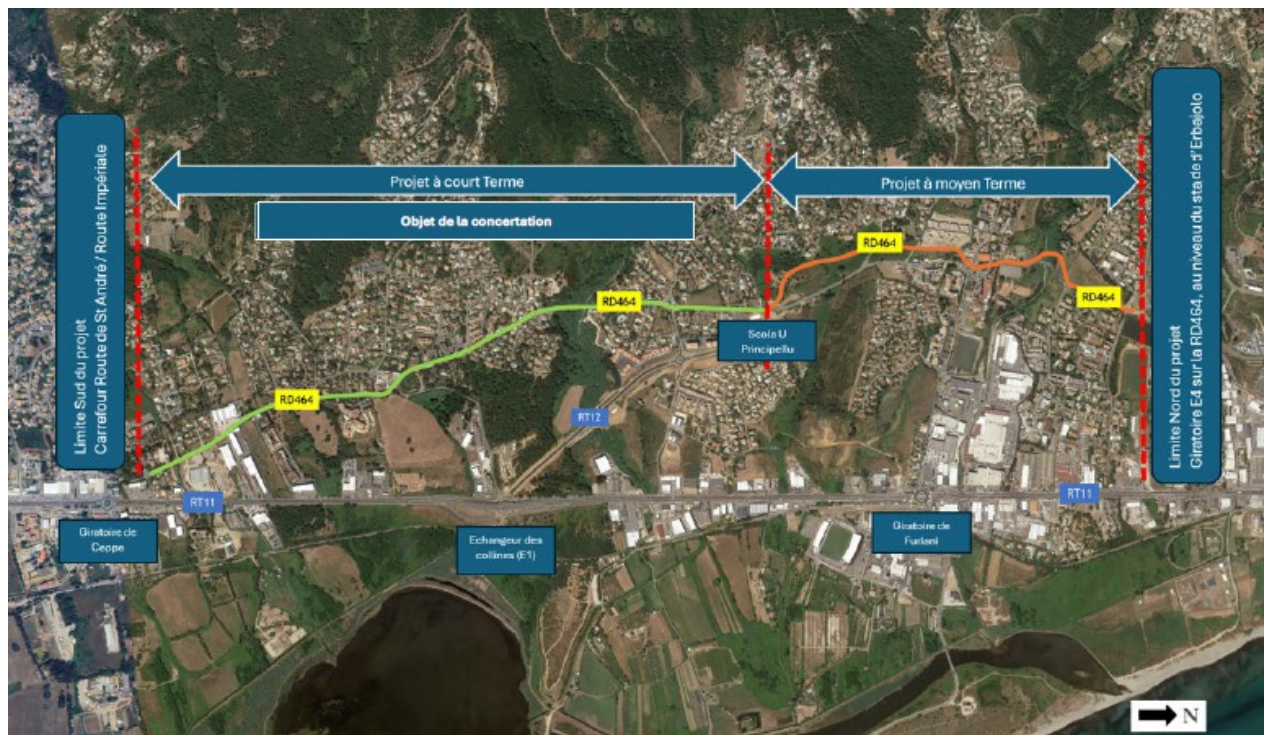 Limite Sud du projet
Carrefour Route de St André / Route Impériale
Projet à court Terme
Objet de la concertation
Projet à moyen Terme
Limite Nord du projet
Giratoire E4 sur la RD464, au niveau du stade d'Erbajolo
RD464
RD464
RD464
RD464
Scola U
Principellu
RT12
RT11
RT11
Giratoire de
Ceppe
Echangeur des
collines (E1)
Giratoire de
Furiani
N